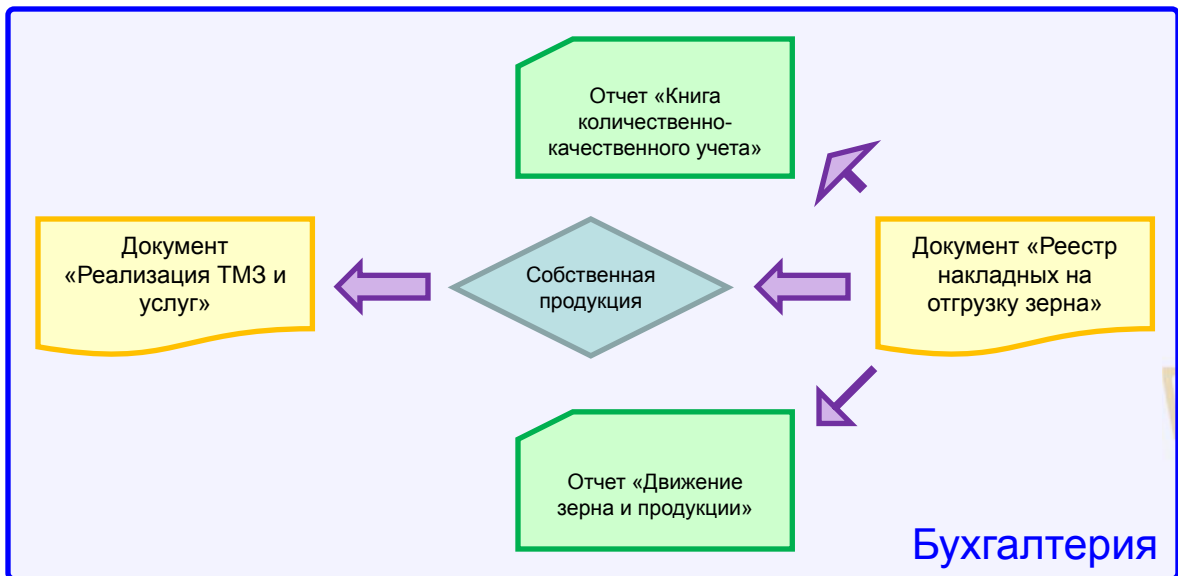 Отчет «Книга
количественно-
качественного учета»
Документ
«Реализация ТМЗ и
услуг»
Собственная
продукция
Документ «Реестр
накладных на
отгрузку зерна»
Отчет «Движение
зерна и продукции»
Бухгалтерия